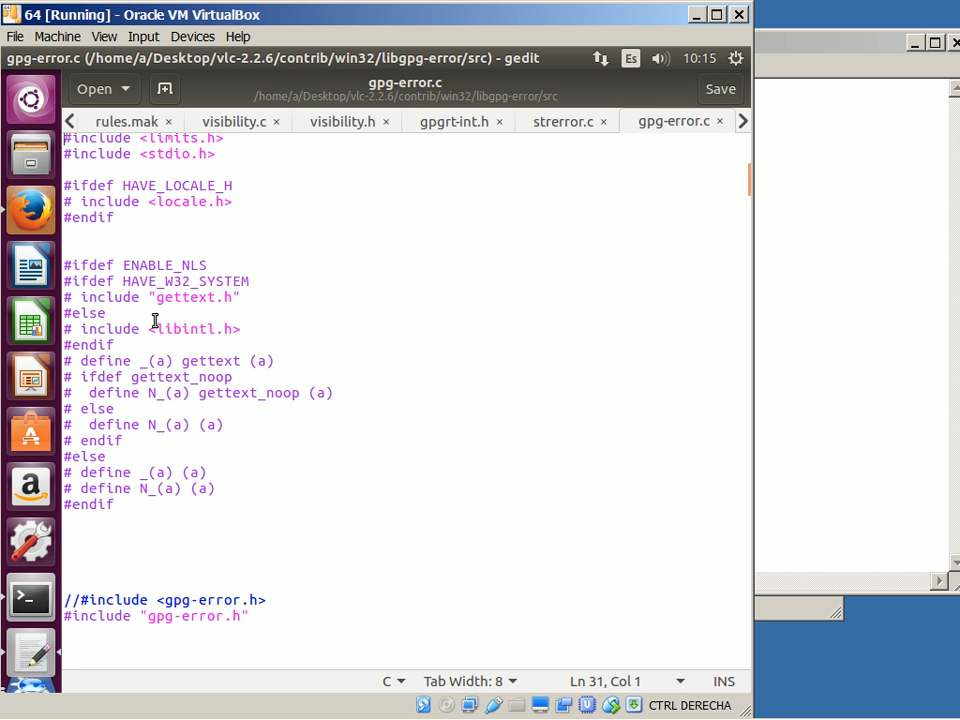 64 [Running] - Oracle VM VirtualBox
File Machine View Input Devices Help
gpg-error.c (/home/a/Desktop/vlc-2.2.6/contrib/win32/libgpg-error/src) - gedit Es 10:15
Open gpg-error.c Save
/home/a/Desktop/vlc-2.2.6/contrib/win32/libgpg-error/src
rules.mak × visibility.c × visibility.h × gpgrt-int.h × strerror.c × gpg-error.c ×
#include <limits.h>
#include <stdio.h>
#ifdef HAVE_LOCALE_H
# include <locale.h>
#endif
#ifdef ENABLE_NLS
#ifdef HAVE_W32_SYSTEM
# include "gettext.h"
#else
# include <libintl.h>
#endif
# define _(a) gettext (a)
# ifdef gettext_noop
#  define N_(a) gettext_noop (a)
# else
#  define N_(a) (a)
# endif
#else
# define _(a) (a)
# define N_(a) (a)
#endif
//#include <gpg-error.h>
#include "gpg-error.h"
C Tab Width: 8 Ln 31, Col 1 INS
CTRL DERECHA